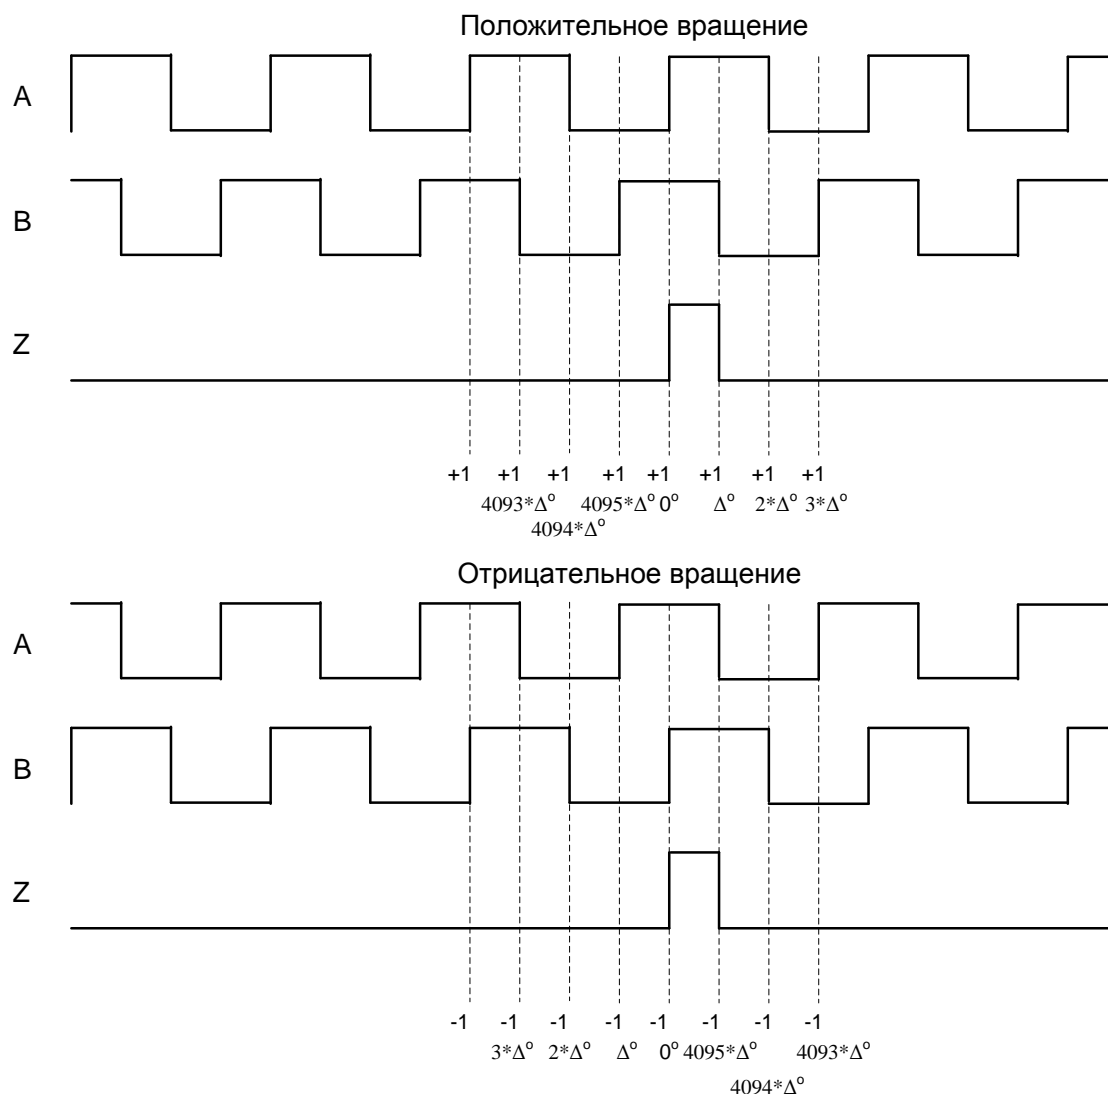 Положительное вращение
A
B
Z
+1 +1 +1 +1 +1 +1 +1 +1
4093*Δ° 4095*Δ° 0° Δ° 2*Δ° 3*Δ°
4094*Δ°
Отрицательное вращение
A
B
Z
-1 -1 -1 -1 -1 -1 -1 -1
3*Δ° 2*Δ° Δ° 0° 4095*Δ° 4093*Δ°
4094*Δ°